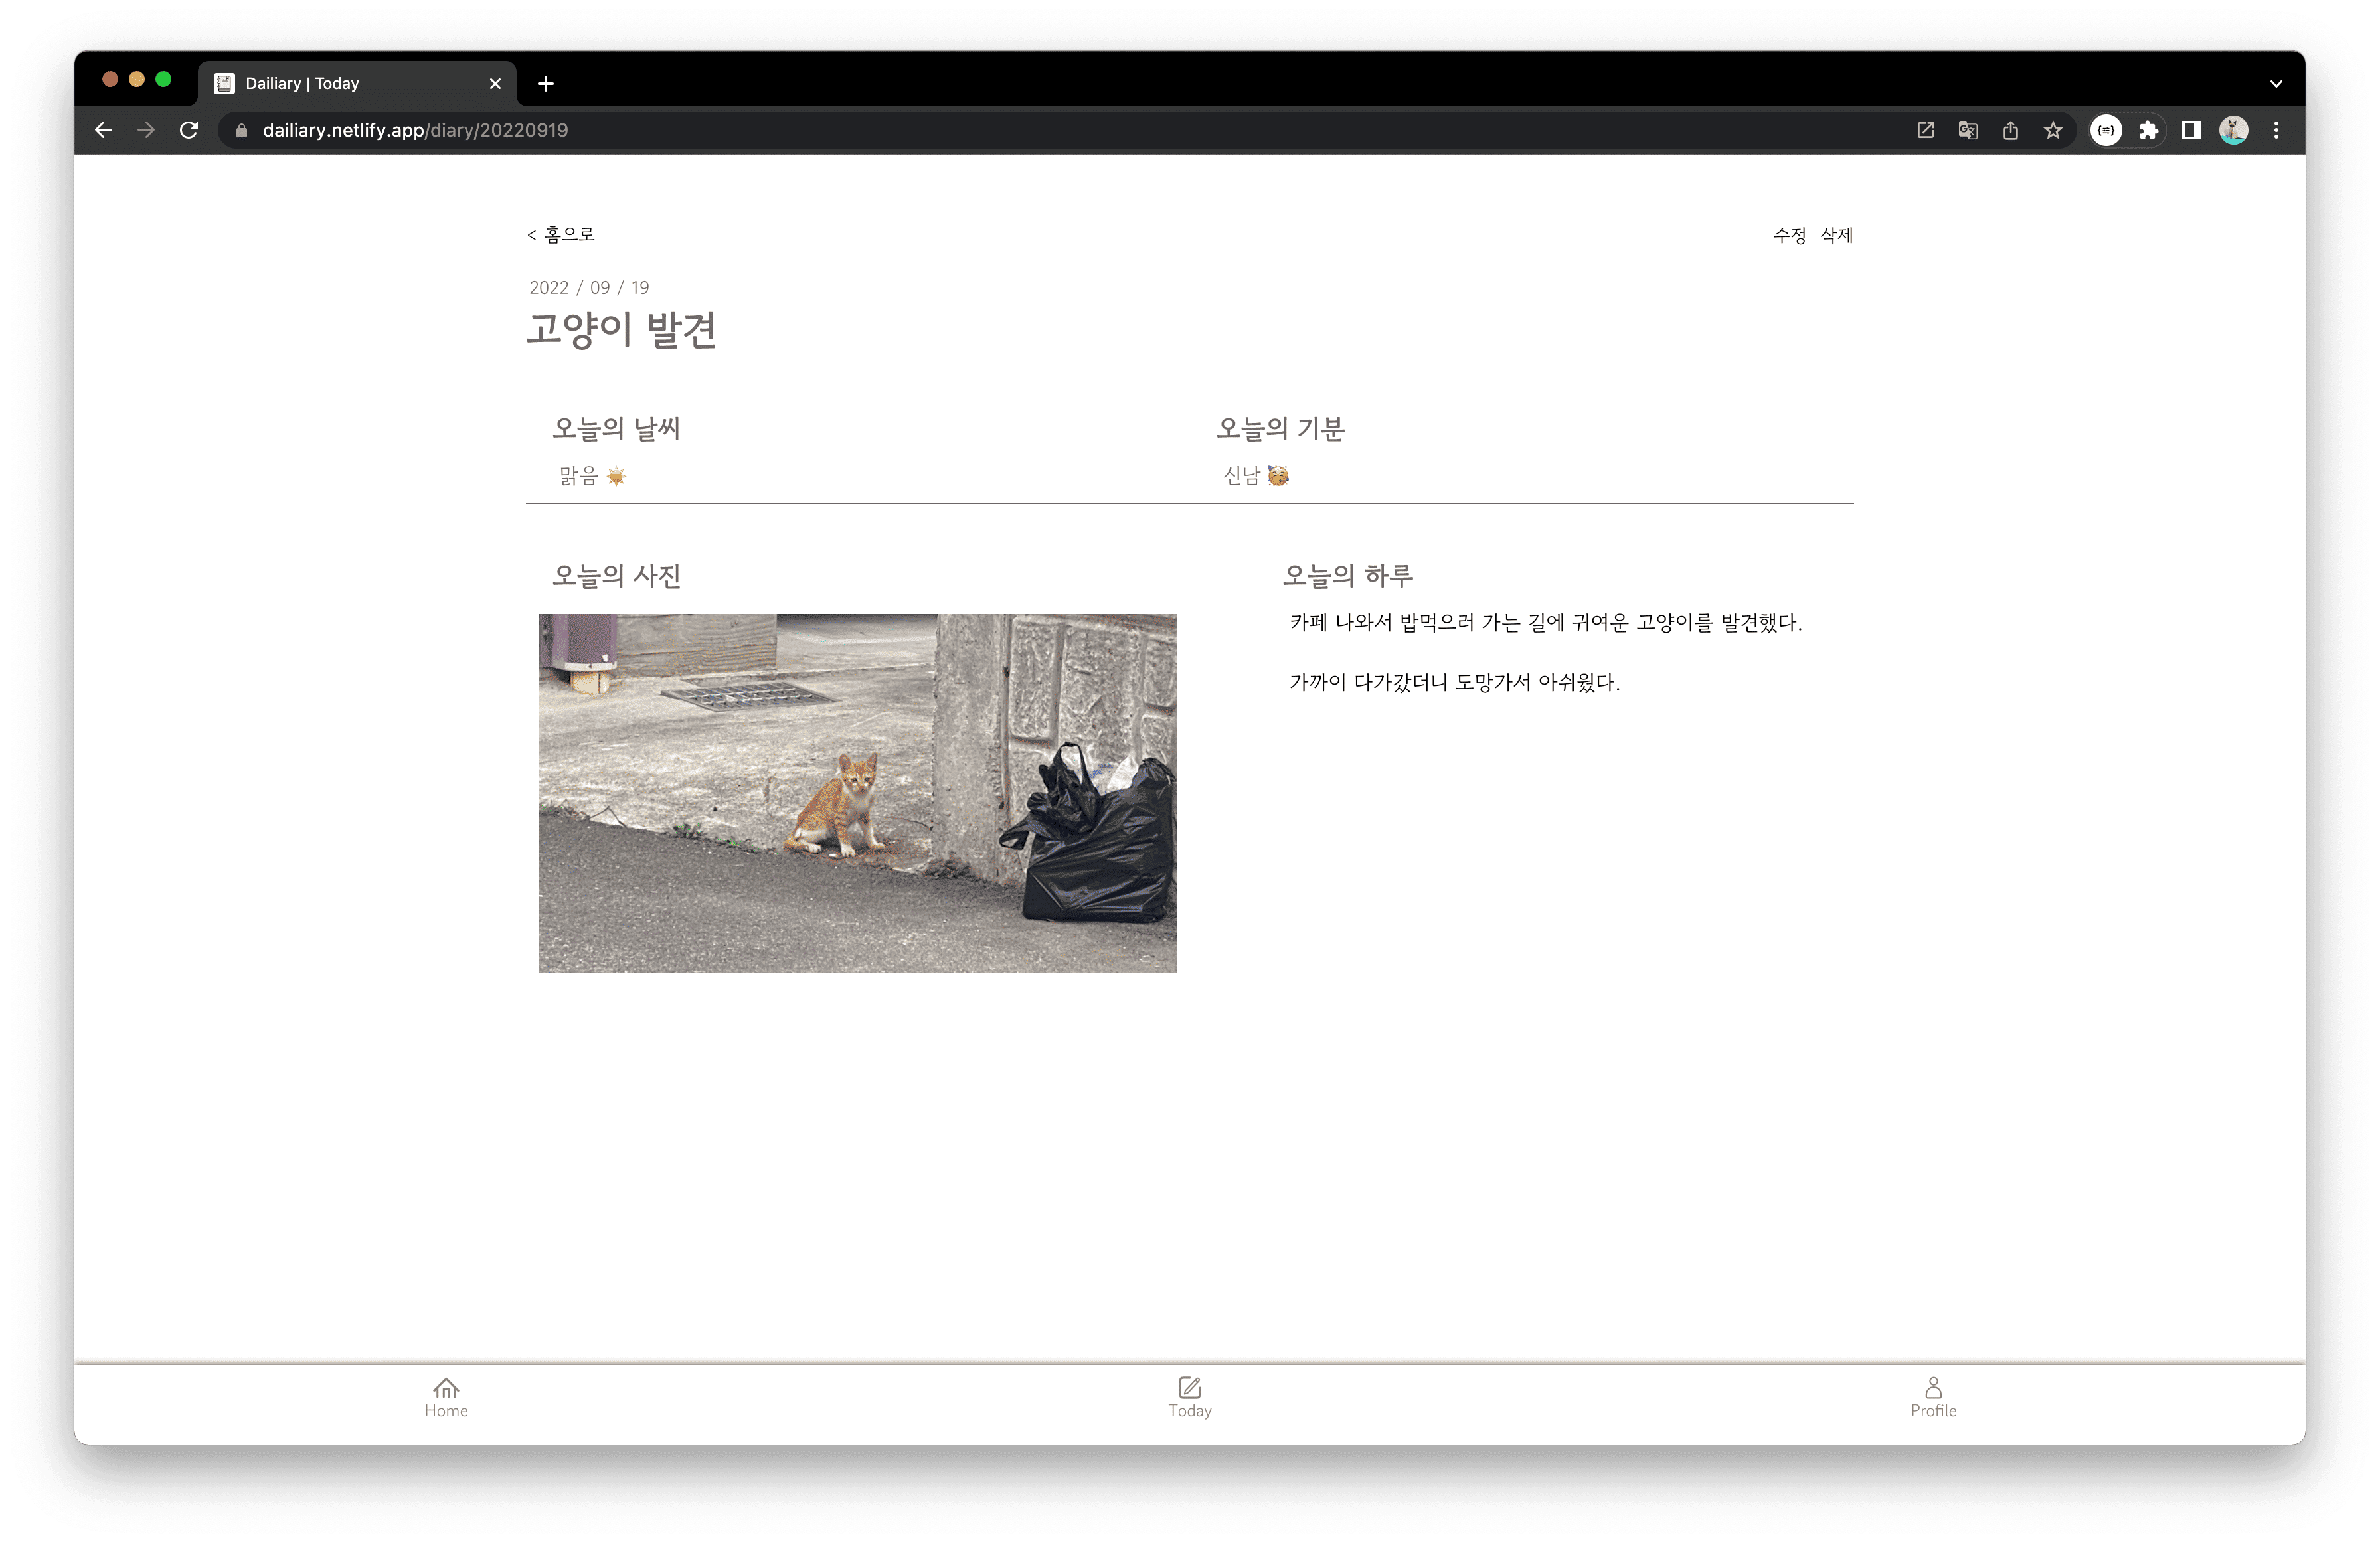 Dailiary | Today
dailiary.netlify.app/diary/20220919
< 홈으로
수정 삭제
2022 / 09 / 19
고양이 발견
오늘의 날씨
맑음 ☀️
오늘의 기분
신남 🥳
오늘의 사진
오늘의 하루
카페 나와서 밥먹으러 가는 길에 귀여운 고양이를 발견했다.
가까이 다가갔더니 도망가서 아쉬웠다.
Home
Today
Profile